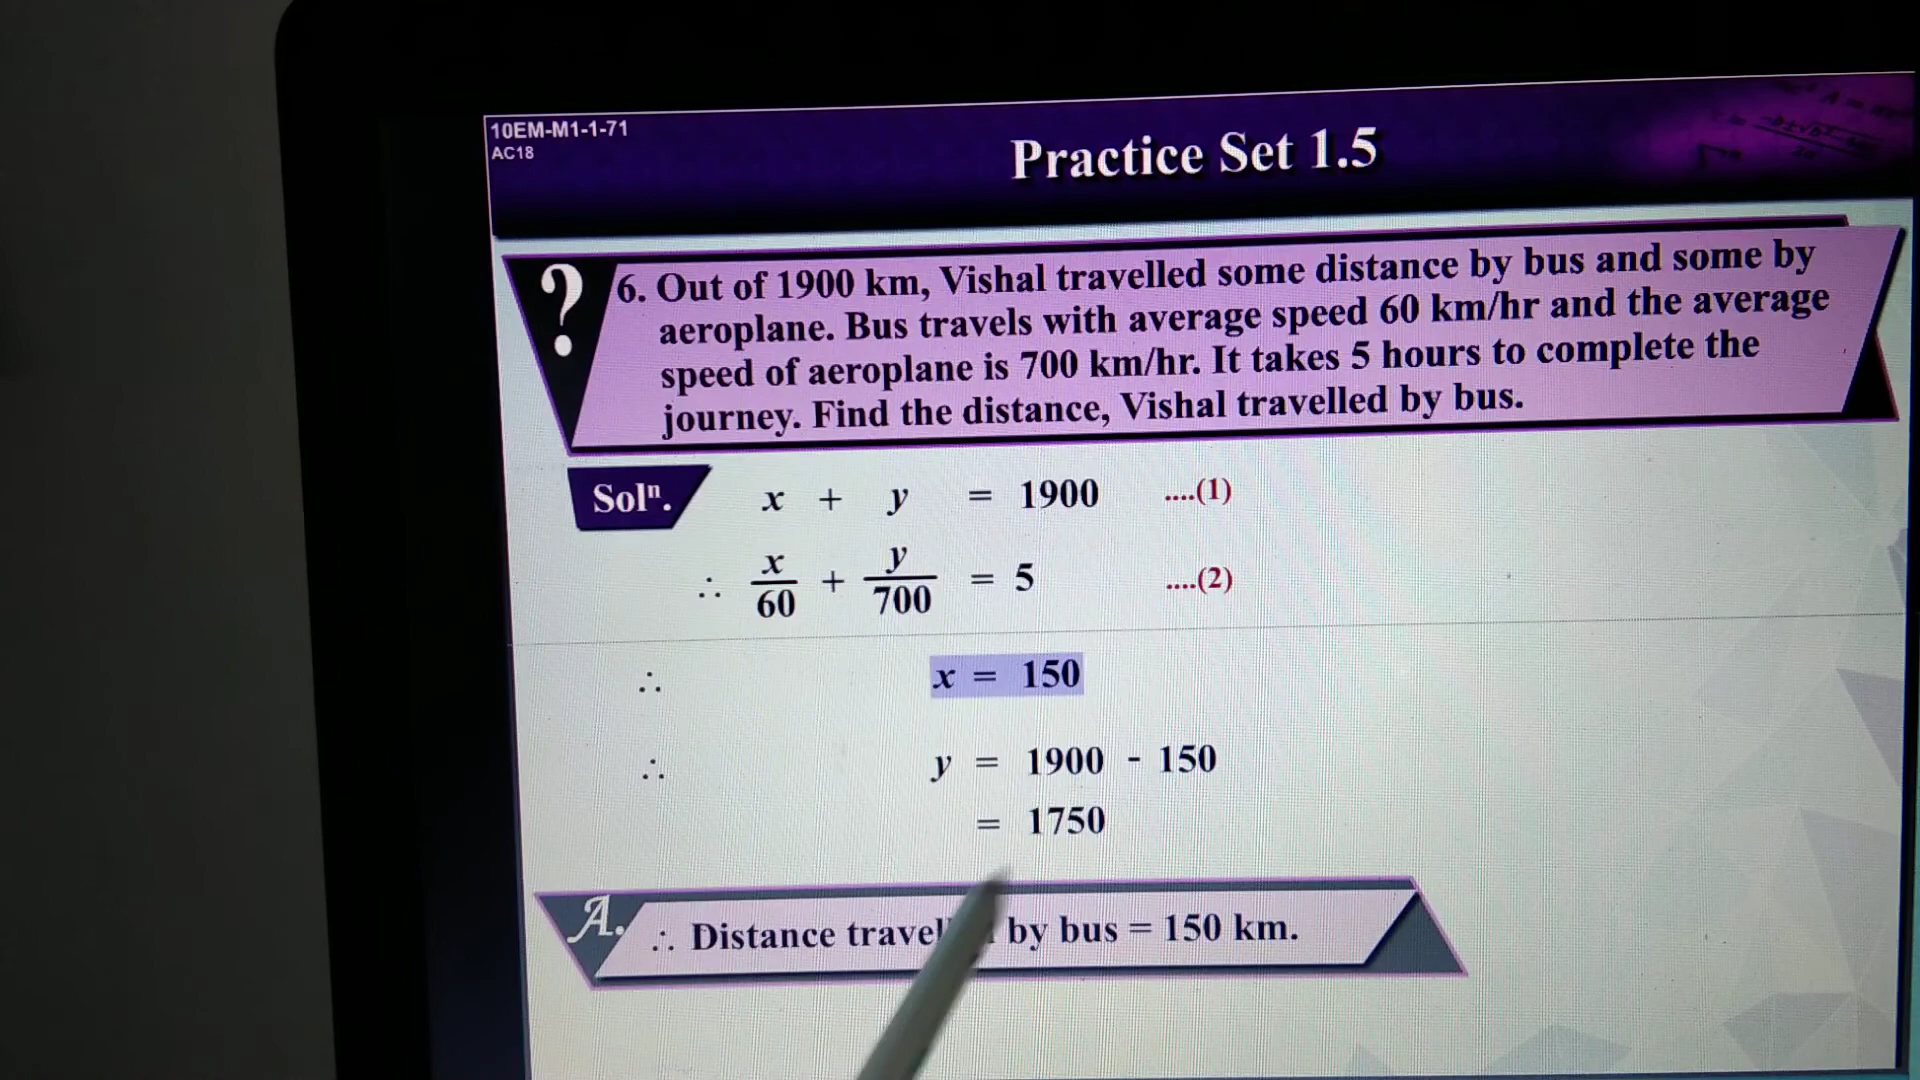 10EM-M1-1-71
AC18
Practice Set 1.5
?
6. Out of 1900 km, Vishal travelled some distance by bus and some by
aeroplane. Bus travels with average speed 60 km/hr and the average
speed of aeroplane is 700 km/hr. It takes 5 hours to complete the
journey. Find the distance, Vishal travelled by bus.
Solⁿ. x + y = 1900 ....(1)
∴ x/60 + y/700 = 5 ....(2)
∴ x = 150
∴ y = 1900 - 150
= 1750
A. ∴ Distance by bus = 150 km.